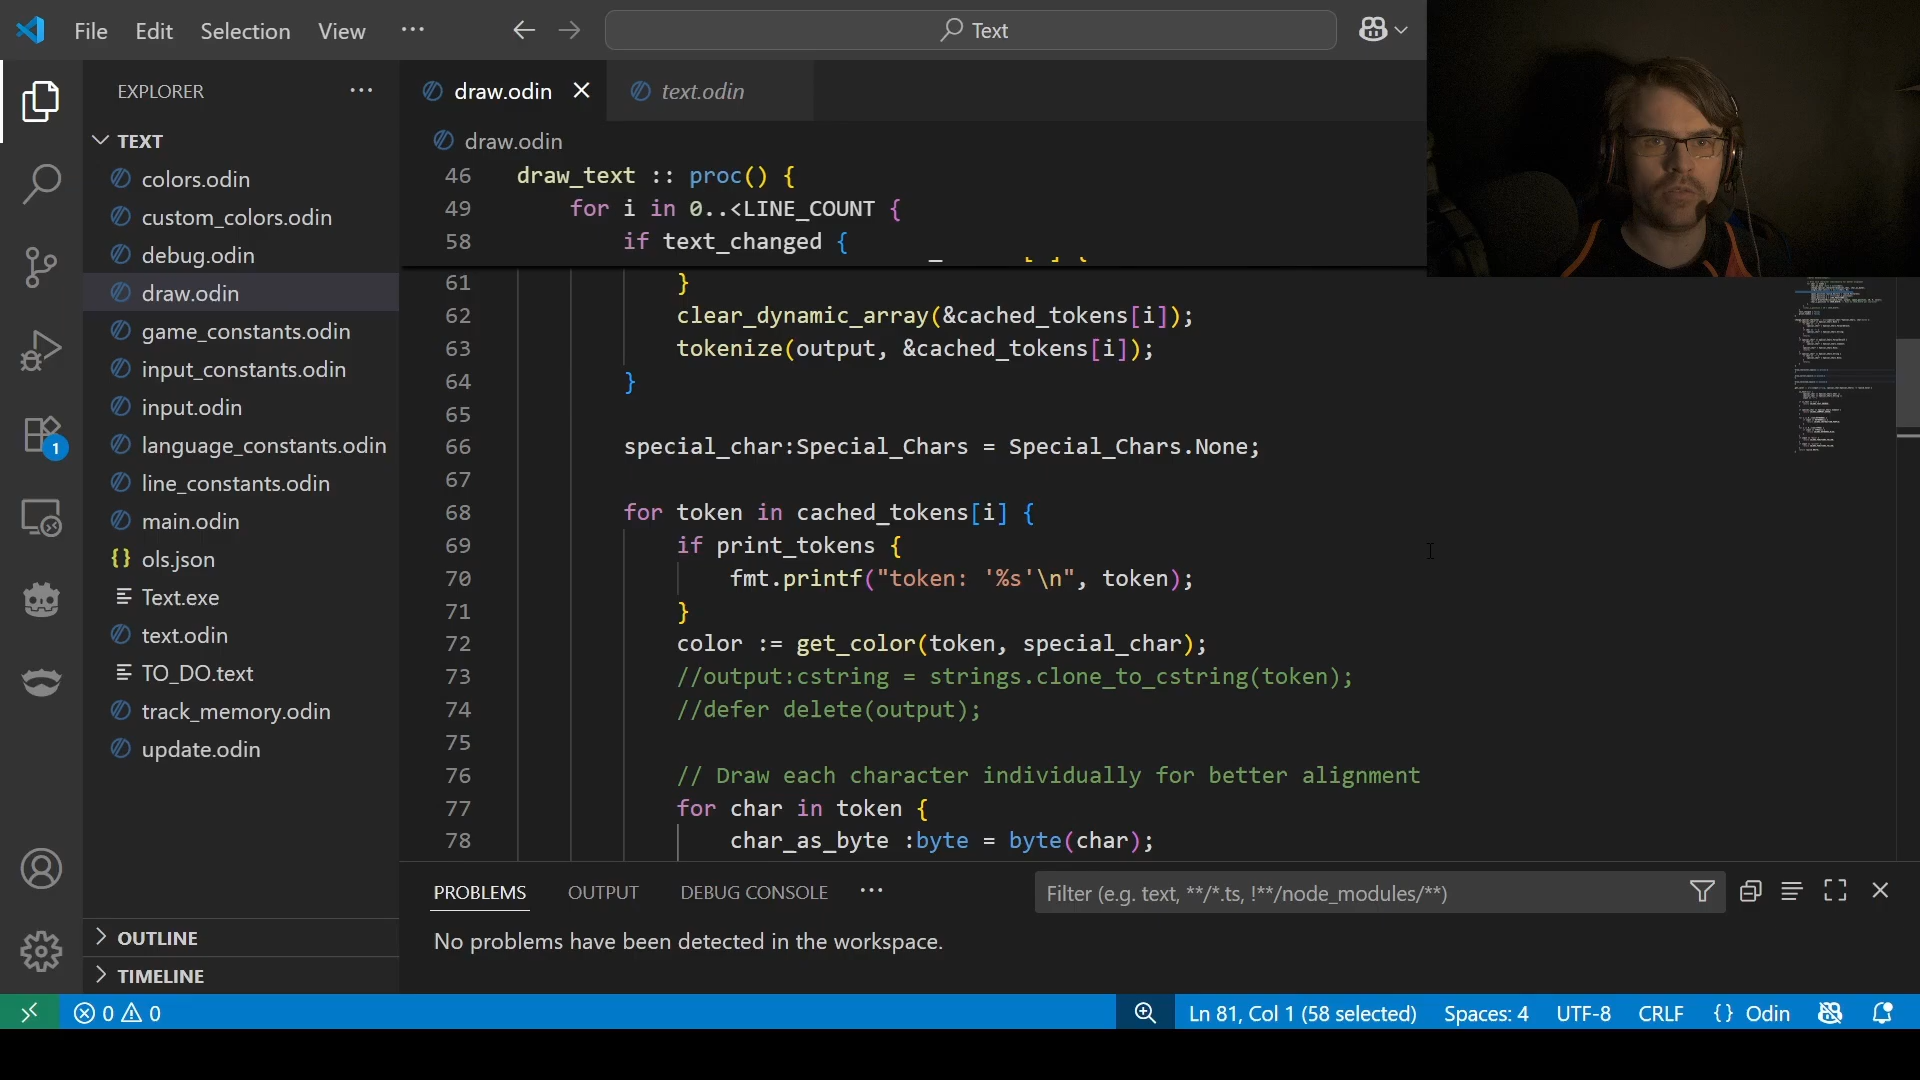 File Edit Selection View ···
Text
EXPLORER ···
TEXT
colors.odin
custom_colors.odin
debug.odin
draw.odin
game_constants.odin
input_constants.odin
input.odin
language_constants.odin
line_constants.odin
main.odin
{} ols.json
Text.exe
text.odin
TO_DO.text
track_memory.odin
update.odin
OUTLINE
TIMELINE
1
draw.odin text.odin
draw.odin
46 draw_text :: proc() {
49 for i in 0..<LINE_COUNT {
58 if text_changed {
61 }
62 clear_dynamic_array(&cached_tokens[i]);
63 tokenize(output, &cached_tokens[i]);
64 }
65
66 special_char:Special_Chars = Special_Chars.None;
67
68 for token in cached_tokens[i] {
69 if print_tokens {
70 fmt.printf("token: '%s'\n", token);
71 }
72 color := get_color(token, special_char);
73 //output:cstring = strings.clone_to_cstring(token);
74 //defer delete(output);
75
76 // Draw each character individually for better alignment
77 for char in token {
78 char_as_byte :byte = byte(char);
PROBLEMS OUTPUT DEBUG CONSOLE ···
Filter (e.g. text, **/*.ts, !**/node_modules/**)
No problems have been detected in the workspace.
0 0 Ln 81, Col 1 (58 selected) Spaces: 4 UTF-8 CRLF {} Odin